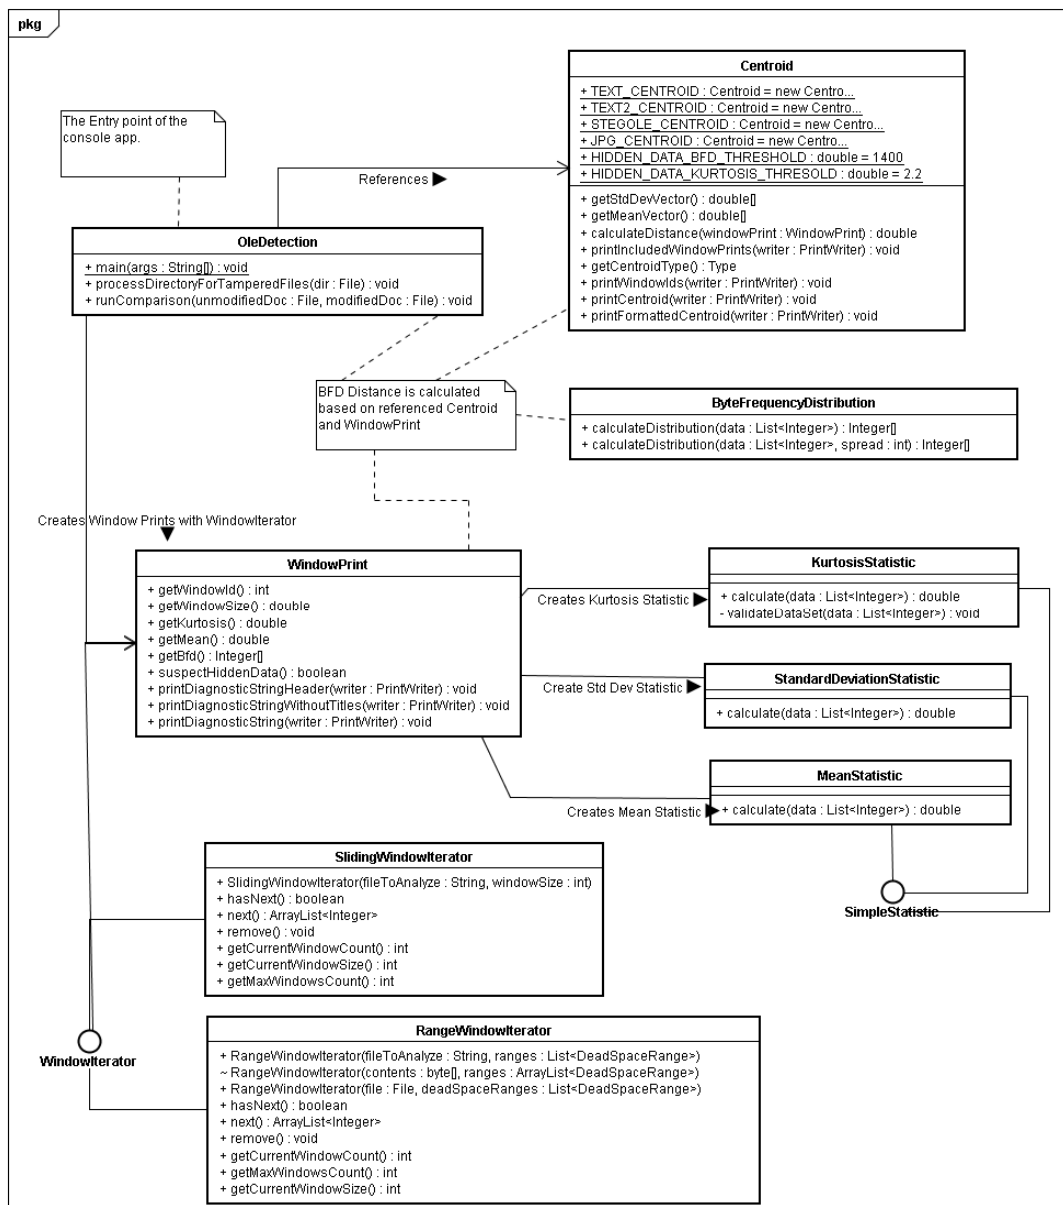 pkg
The Entry point of the
console app.
Centroid
+ TEXT_CENTROID : Centroid = new Centro...
+ TEXT2_CENTROID : Centroid = new Centro...
+ STEGOLE_CENTROID : Centroid = new Centro...
+ JPG_CENTROID : Centroid = new Centro...
+ HIDDEN_DATA_BFD_THRESHOLD : double = 1400
+ HIDDEN_DATA_KURTOSIS_THRESOLD : double = 2.2
+ getStdDevVector() : double[]
+ getMeanVector() : double[]
+ calculateDistance(windowPrint : WindowPrint) : double
+ printIncludedWindowPrints(writer : PrintWriter) : void
+ getCentroidType() : Type
+ printWindowIds(writer : PrintWriter) : void
+ printCentroid(writer : PrintWriter) : void
+ printFormattedCentroid(writer : PrintWriter) : void
References
OleDetection
+ main(args : String[]) : void
+ processDirectoryForTamperedFiles(dir : File) : void
+ runComparison(unmodifiedDoc : File, modifiedDoc : File) : void
BFD Distance is calculated
based on referenced Centroid
and WindowPrint
ByteFrequencyDistribution
+ calculateDistribution(data : List<Integer>) : Integer[]
+ calculateDistribution(data : List<Integer>, spread : int) : Integer[]
Creates Window Prints with WindowIterator
WindowPrint
+ getWindowId() : int
+ getWindowSize() : double
+ getKurtosis() : double
+ getMean() : double
+ getBfd() : Integer[]
+ suspectHiddenData() : boolean
+ printDiagnosticStringHeader(writer : PrintWriter) : void
+ printDiagnosticStringWithoutTitles(writer : PrintWriter) : void
+ printDiagnosticString(writer : PrintWriter) : void
Creates Kurtosis Statistic
KurtosisStatistic
+ calculate(data : List<Integer>) : double
- validateDataSet(data : List<Integer>) : void
Create Std Dev Statistic
StandardDeviationStatistic
+ calculate(data : List<Integer>) : double
Creates Mean Statistic
MeanStatistic
+ calculate(data : List<Integer>) : double
SimpleStatistic
SlidingWindowIterator
+ SlidingWindowIterator(fileToAnalyze : String, windowSize : int)
+ hasNext() : boolean
+ next() : ArrayList<Integer>
+ remove() : void
+ getCurrentWindowCount() : int
+ getCurrentWindowSize() : int
+ getMaxWindowsCount() : int
WindowIterator
RangeWindowIterator
+ RangeWindowIterator(fileToAnalyze : String, ranges : List<DeadSpaceRange>)
~ RangeWindowIterator(contents : byte[], ranges : ArrayList<DeadSpaceRange>)
+ RangeWindowIterator(file : File, deadSpaceRanges : List<DeadSpaceRange>)
+ hasNext() : boolean
+ next() : ArrayList<Integer>
+ remove() : void
+ getCurrentWindowCount() : int
+ getMaxWindowsCount() : int
+ getCurrentWindowSize() : int